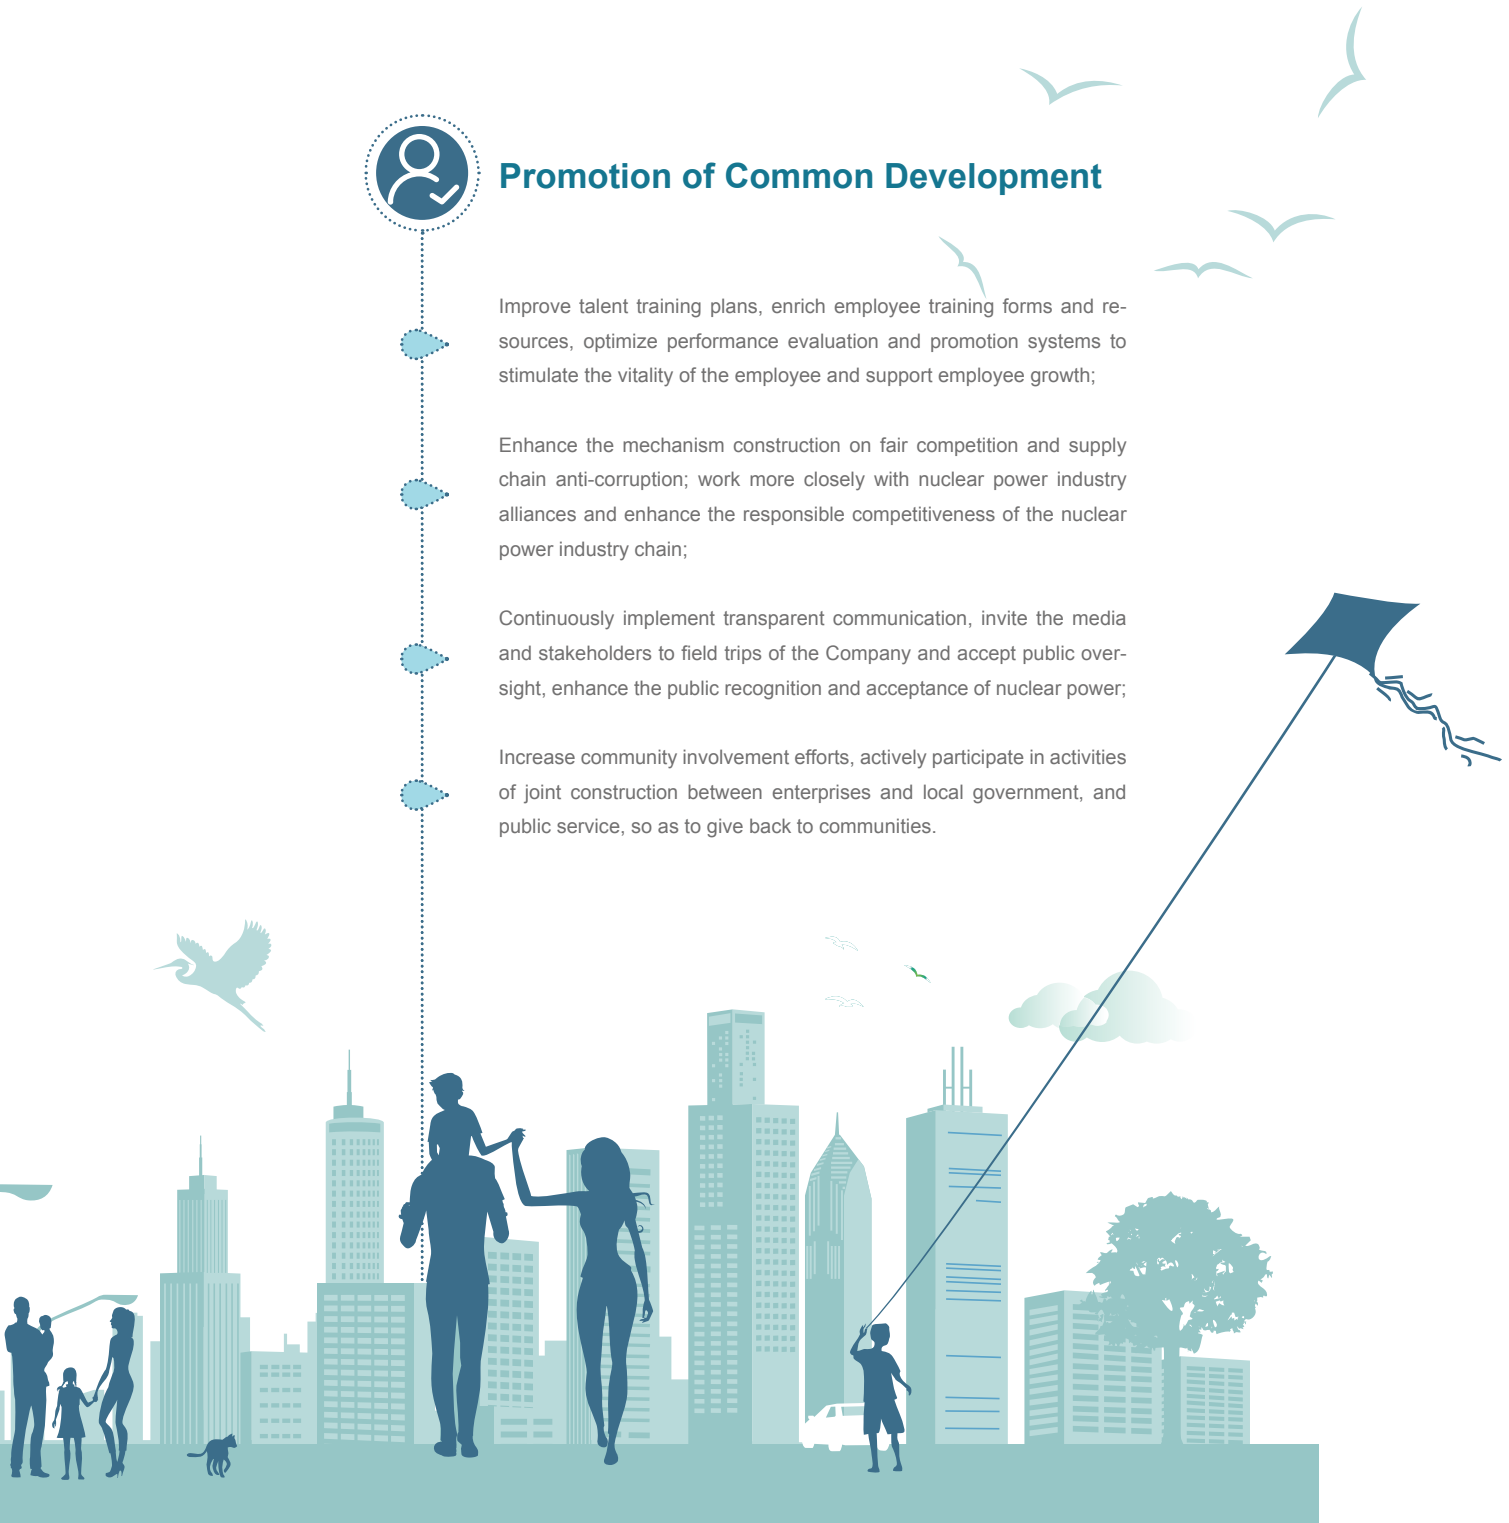 Promotion of Common Development
Improve talent training plans, enrich employee training forms and re-
sources, optimize performance evaluation and promotion systems to
stimulate the vitality of the employee and support employee growth;
Enhance the mechanism construction on fair competition and supply
chain anti-corruption; work more closely with nuclear power industry
alliances and enhance the responsible competitiveness of the nuclear
power industry chain;
Continuously implement transparent communication, invite the media
and stakeholders to field trips of the Company and accept public over-
sight, enhance the public recognition and acceptance of nuclear power;
Increase community involvement efforts, actively participate in activities
of joint construction between enterprises and local government, and
public service, so as to give back to communities.